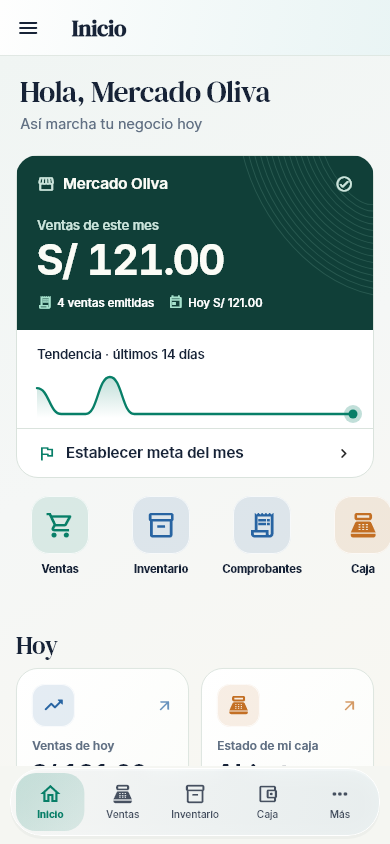 Inicio
Hola, Mercado Oliva
Así marcha tu negocio hoy
Mercado Oliva
Ventas de este mes
S/ 121.00
4 ventas emitidas Hoy S/ 121.00
Tendencia · últimos 14 días
Establecer meta del mes
Ventas Inventario Comprobantes Caja
Hoy
Ventas de hoy Estado de mi caja
Inicio Ventas Inventario Caja Más